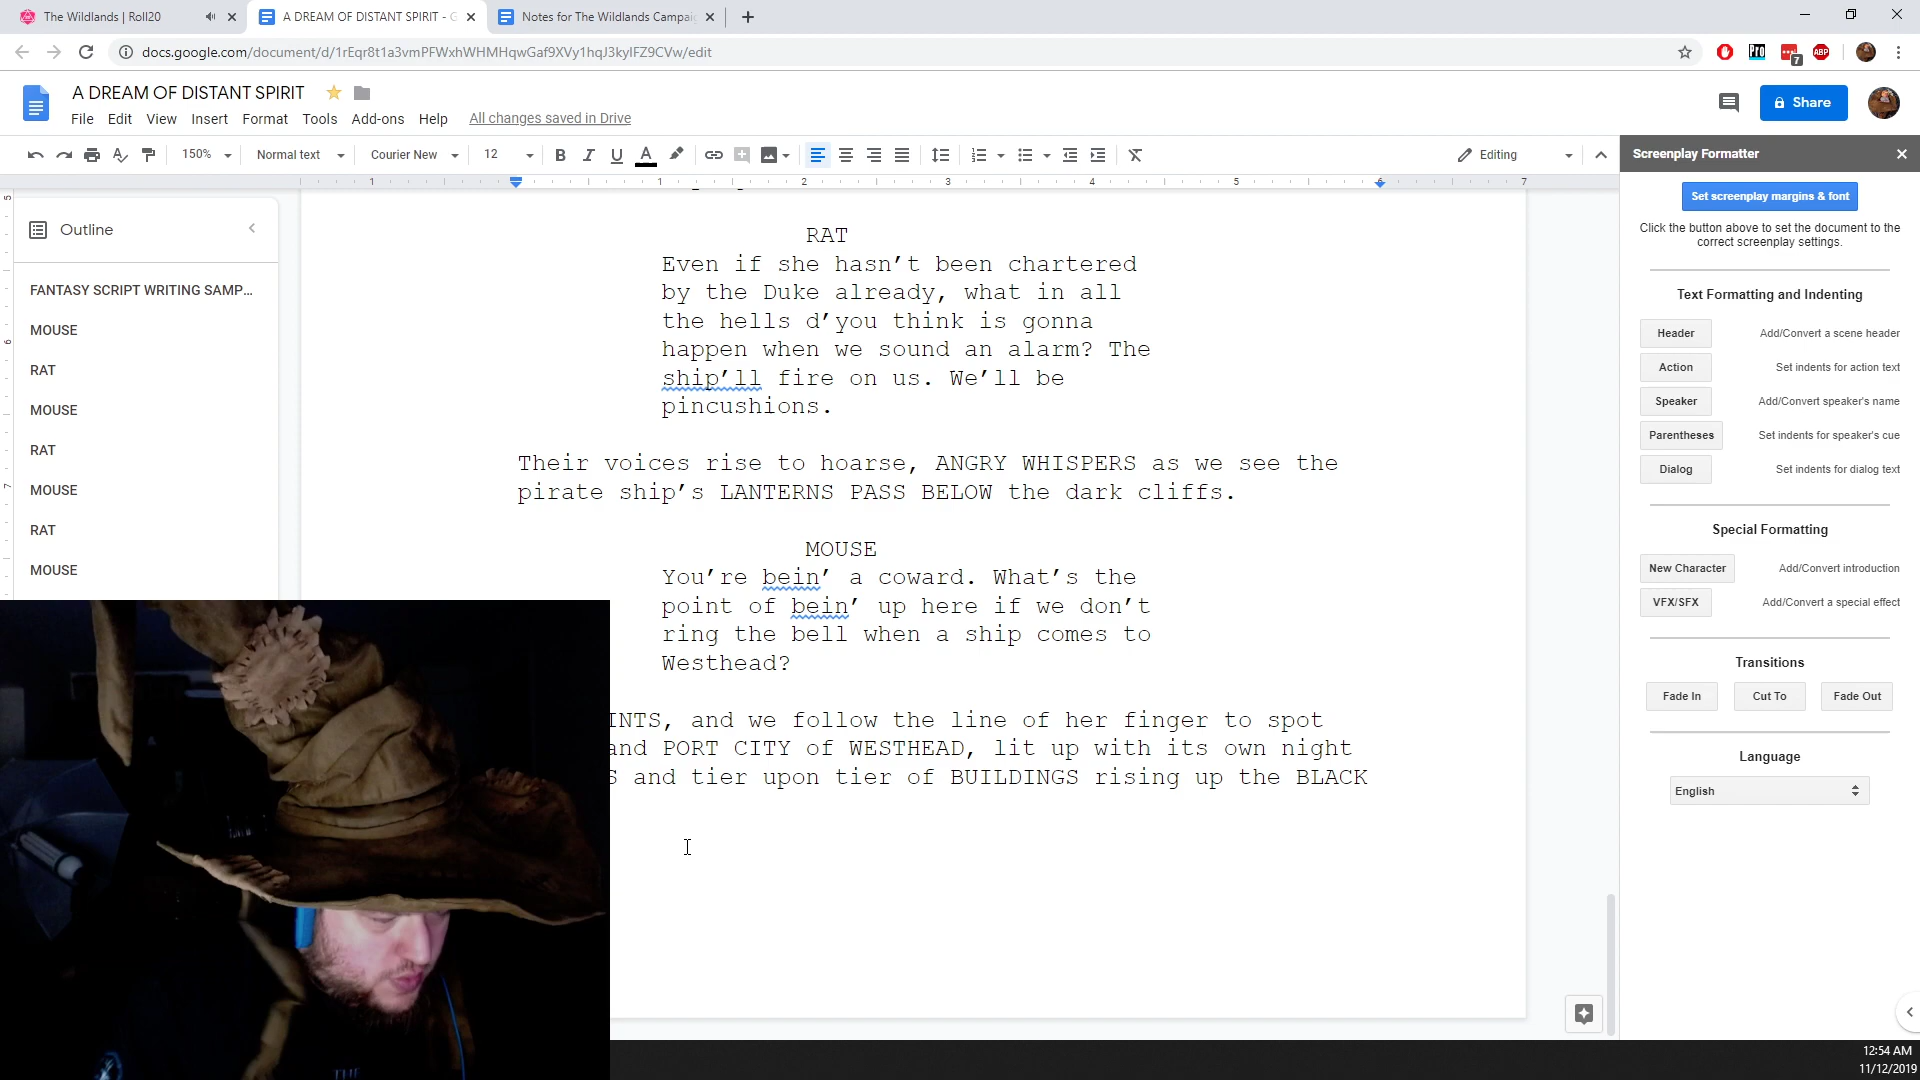 The Wildlands | Roll20
A DREAM OF DISTANT SPIRIT - G
Notes for The Wildlands Campai
docs.google.com/document/d/1rEqr8t1a3vmPFWxhWHMHqwGaf9XVy1hqJ3kyIFZ9CVw/edit
Pro
7
ABP
A DREAM OF DISTANT SPIRIT
File Edit View Insert Format Tools Add-ons Help All changes saved in Drive
Share
150% Normal text Courier New 12 B I U A Editing
Screenplay Formatter
1 1 2 3 4 5 6 7
Outline
FANTASY SCRIPT WRITING SAMP...
MOUSE
RAT
MOUSE
RAT
MOUSE
RAT
MOUSE
RAT
Even if she hasn't been chartered
by the Duke already, what in all
the hells d'you think is gonna
happen when we sound an alarm? The
ship'll fire on us. We'll be
pincushions.
Their voices rise to hoarse, ANGRY WHISPERS as we see the
pirate ship's LANTERNS PASS BELOW the dark cliffs.
MOUSE
You're bein' a coward. What's the
point of bein' up here if we don't
ring the bell when a ship comes to
Westhead?
INTS, and we follow the line of her finger to spot
and PORT CITY of WESTHEAD, lit up with its own night
S and tier upon tier of BUILDINGS rising up the BLACK
Set screenplay margins & font
Click the button above to set the document to the
correct screenplay settings.
Text Formatting and Indenting
Header Add/Convert a scene header
Action Set indents for action text
Speaker Add/Convert speaker's name
Parentheses Set indents for speaker's cue
Dialog Set indents for dialog text
Special Formatting
New Character Add/Convert introduction
VFX/SFX Add/Convert a special effect
Transitions
Fade In Cut To Fade Out
Language
English
12:54 AM
11/12/2019